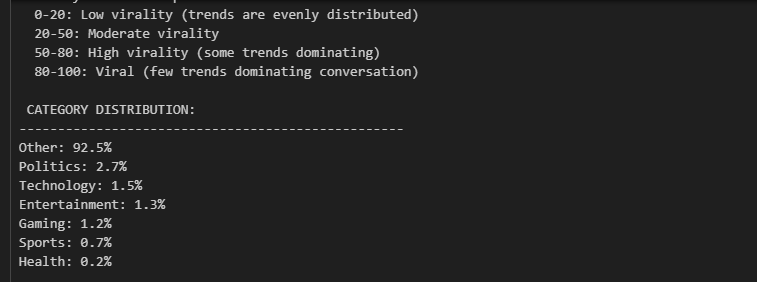 0-20: Low virality (trends are evenly distributed)
20-50: Moderate virality
50-80: High virality (some trends dominating)
80-100: Viral (few trends dominating conversation)
CATEGORY DISTRIBUTION:
--------------------------------------------------
Other: 92.5%
Politics: 2.7%
Technology: 1.5%
Entertainment: 1.3%
Gaming: 1.2%
Sports: 0.7%
Health: 0.2%